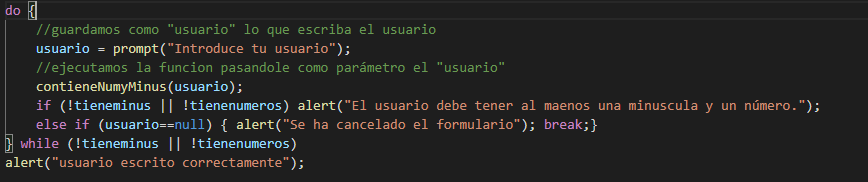 do {
    //guardamos como "usuario" lo que escriba el usuario
    usuario = prompt("Introduce tu usuario");
    //ejecutamos la funcion pasandole como parámetro el "usuario"
    contieneNumyMinus(usuario);
    if (!tieneminus || !tienenumeros) alert("El usuario debe tener al maenos una minuscula y un número.");
    else if (usuario==null) { alert("Se ha cancelado el formulario"); break;}
} while (!tieneminus || !tienenumeros)
alert("usuario escrito correctamente");